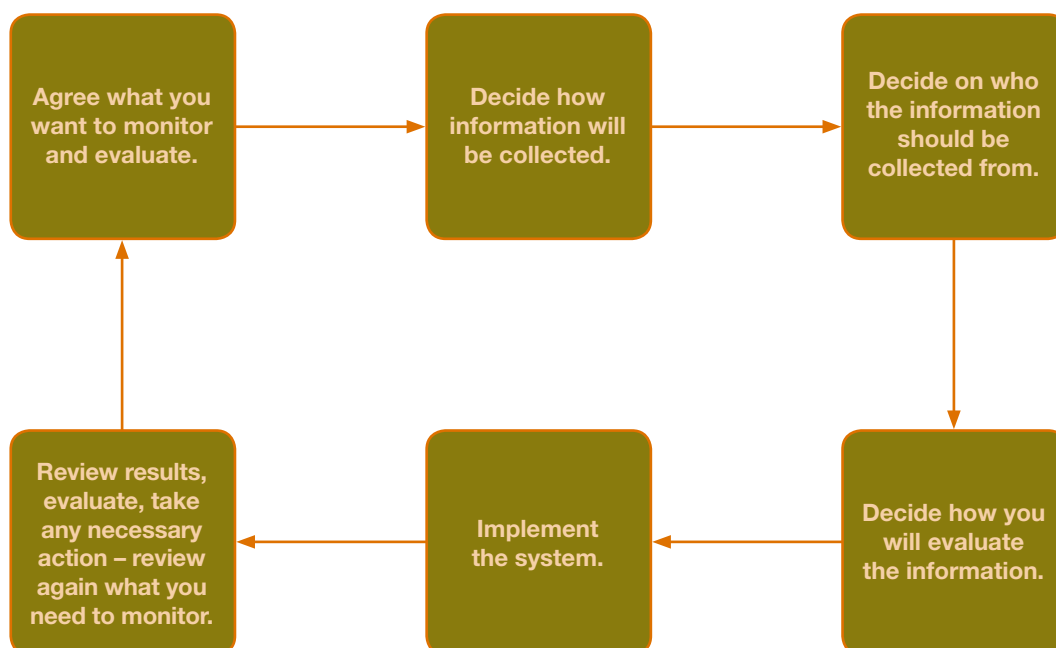 Agree what you
want to monitor
and evaluate.
Decide how
information will
be collected.
Decide on who
the information
should be
collected from.
Decide how you
will evaluate
the information.
Implement
the system.
Review results,
evaluate, take
any necessary
action – review
again what you
need to monitor.